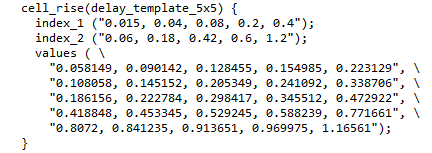 cell_rise(delay_template_5x5) {
index_1 ("0.015, 0.04, 0.08, 0.2, 0.4");
index_2 ("0.06, 0.18, 0.42, 0.6, 1.2");
values ( \
"0.058149, 0.090142, 0.128455, 0.154985, 0.223129", \
"0.108058, 0.145152, 0.205349, 0.241092, 0.338706", \
"0.186156, 0.222784, 0.298417, 0.345512, 0.472922", \
"0.418848, 0.453345, 0.529245, 0.588239, 0.771661", \
"0.8072, 0.841235, 0.913651, 0.969975, 1.16561");
}